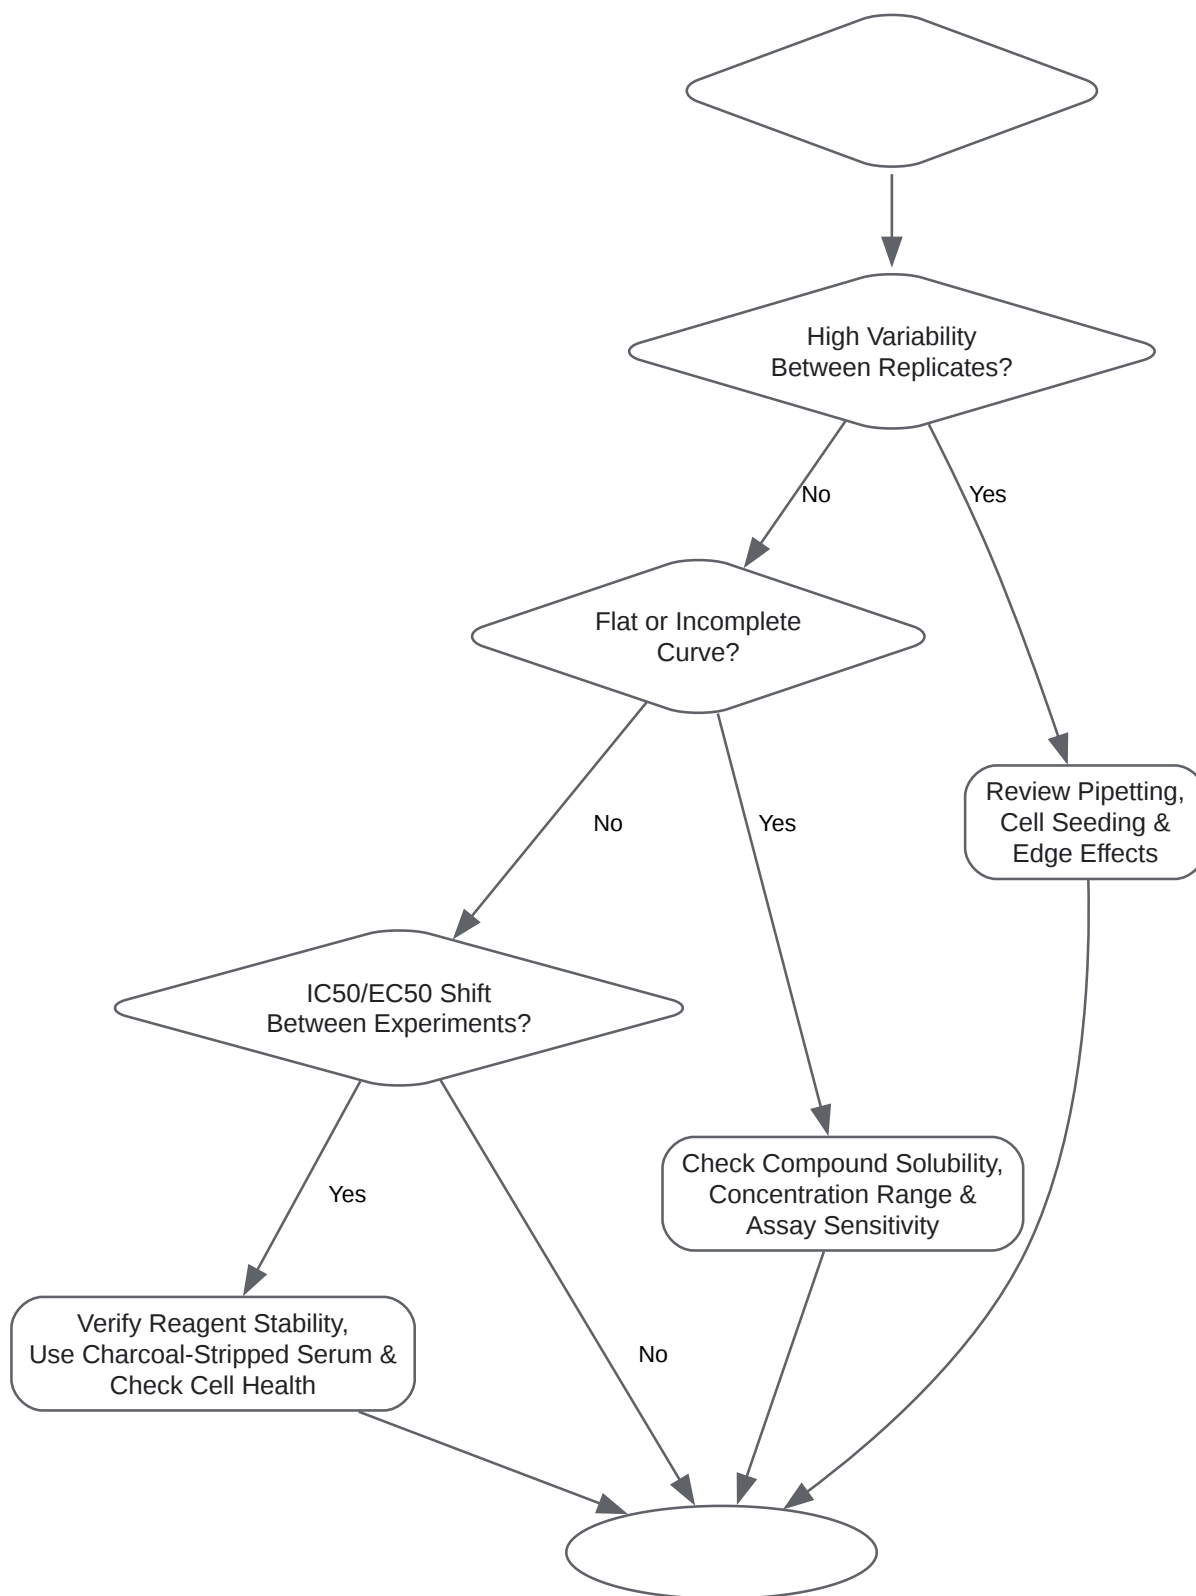 High Variability
Between Replicates?
No
Yes
Flat or Incomplete
Curve?
Review Pipetting,
Cell Seeding &
Edge Effects
No
Yes
IC50/EC50 Shift
Between Experiments?
Check Compound Solubility,
Concentration Range &
Assay Sensitivity
Yes
Verify Reagent Stability,
Use Charcoal-Stripped Serum &
Check Cell Health
No